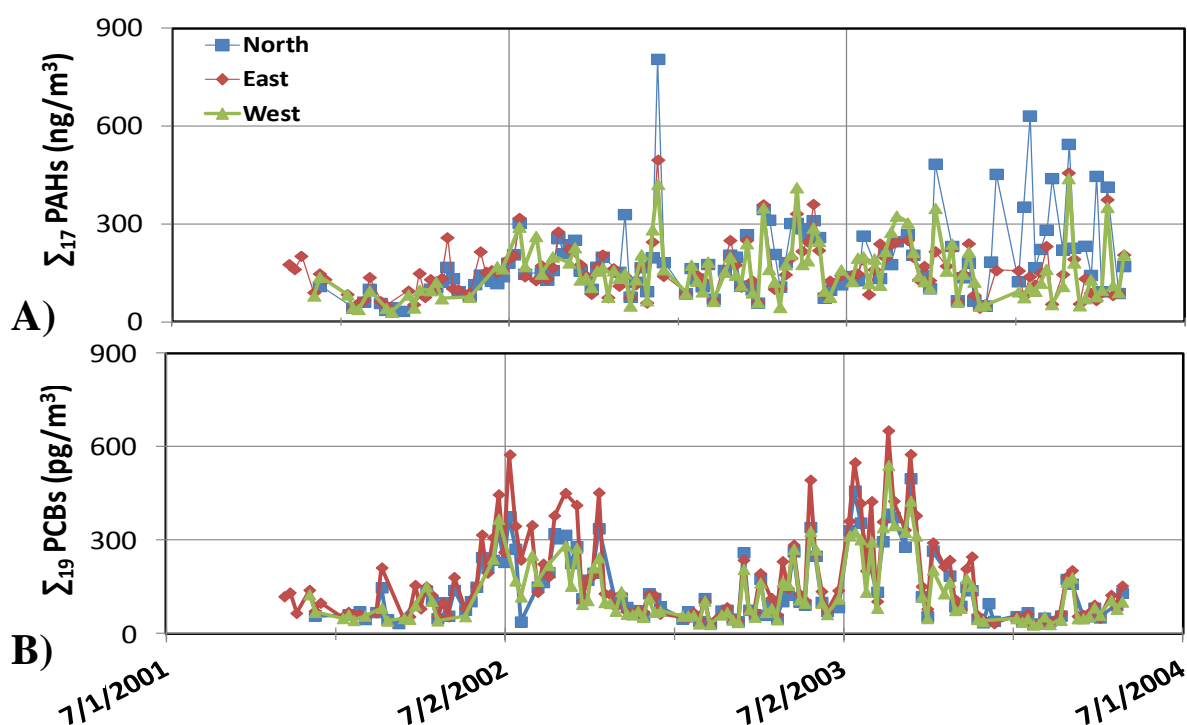 Σ17 PAHs (ng/m³)
900
600
300
0
North
East
West
A)
Σ19 PCBs (pg/m³)
900
600
300
0
B)
7/1/2001
7/2/2002
7/2/2003
7/1/2004